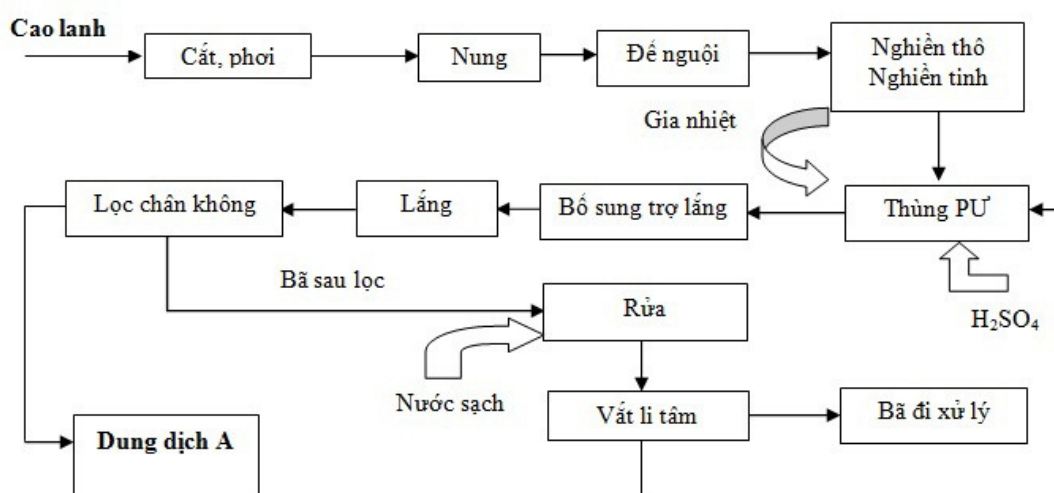 Cao lanh
Cắt, phơi
Nung
Để nguội
Nghiền thô
Nghiền tinh
Gia nhiệt
Lọc chân không
Lắng
Bổ sung trợ lắng
Thùng PƯ
Bã sau lọc
Rửa
H₂SO₄
Nước sạch
Vắt li tâm
Bã đi xử lý
Dung dịch A